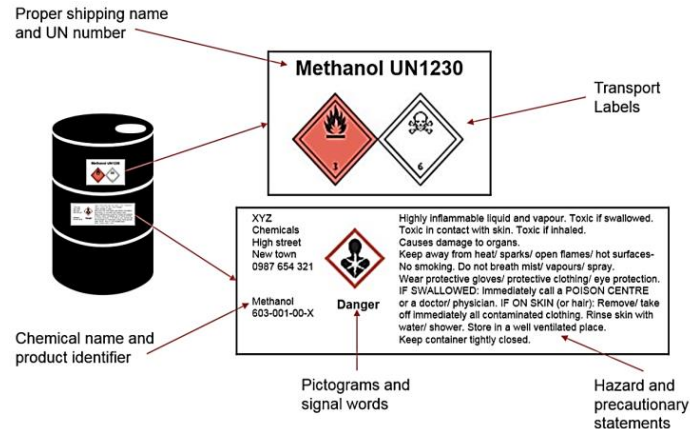 Proper shipping name
and UN number
Methanol UN1230
3
6
Transport
Labels
Methanol UN1230
XYZ
Chemicals
High street
New town
0987 654 321
Methanol
603-001-00-X
Danger
Highly inflammable liquid and vapour. Toxic if swallowed.
Toxic in contact with skin. Toxic if inhaled.
Causes damage to organs.
Keep away from heat/ sparks/ open flames/ hot surfaces-
No smoking. Do not breath mist/ vapours/ spray.
Wear protective gloves/ protective clothing/ eye protection.
IF SWALLOWED: Immediately call a POISON CENTRE
or a doctor/ physician. IF ON SKIN (or hair): Remove/ take
off immediately all contaminated clothing. Rinse skin with
water/ shower. Store in a well ventilated place.
Keep container tightly closed.
Chemical name and
product identifier
Pictograms and
signal words
Hazard and
precautionary
statements